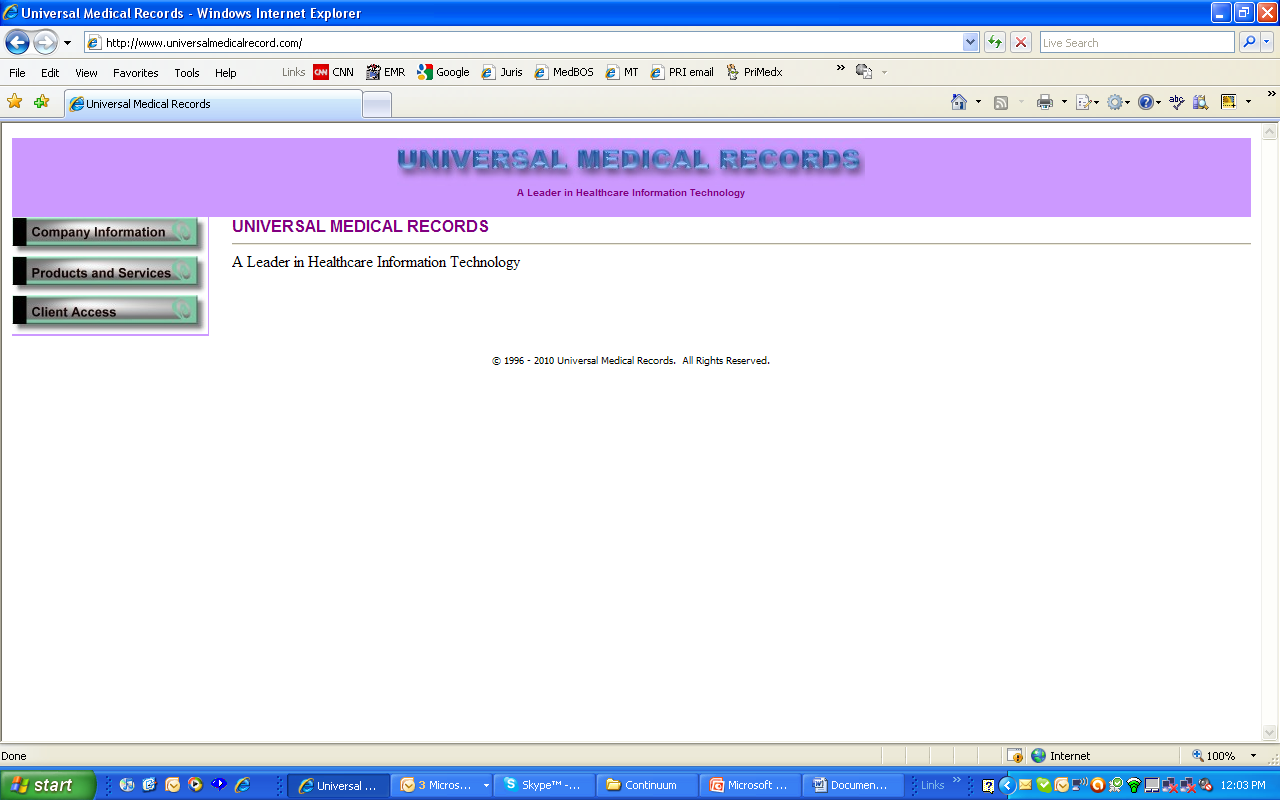 Universal Medical Records - Windows Internet Explorer
http://www.universalmedicalrecord.com/
Live Search
File Edit View Favorites Tools Help Links CNN CNN EMR Google Juris MedBOS MT PRI email PriMedx »
Universal Medical Records abc »
UNIVERSAL MEDICAL RECORDS
A Leader in Healthcare Information Technology
Company Information
Products and Services
Client Access
UNIVERSAL MEDICAL RECORDS
A Leader in Healthcare Information Technology
© 1996 - 2010 Universal Medical Records. All Rights Reserved.
Done Internet 100%
start Universal ... 3 Micros... Skype™ -... Continuum Microsoft ... Documen... Links » 12:03 PM